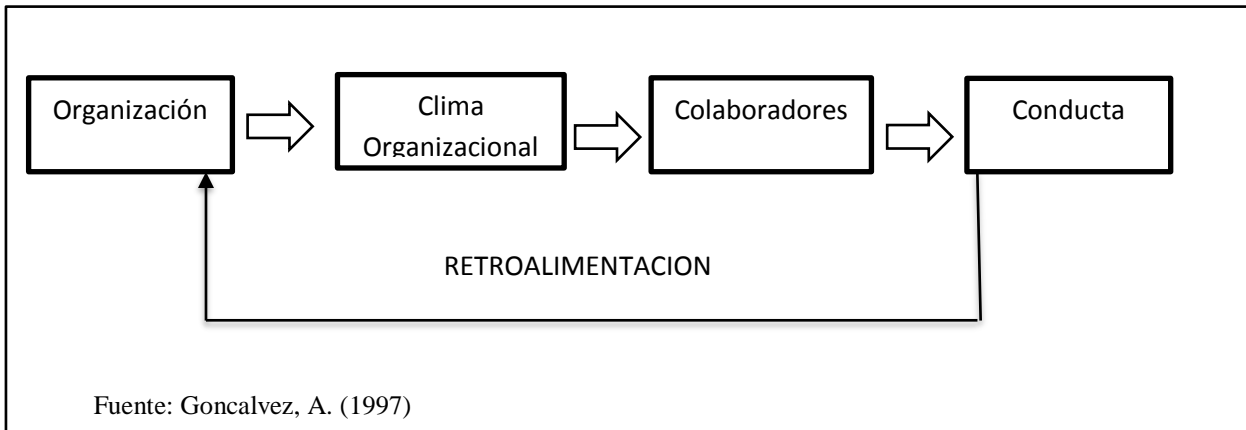 Organización
Clima
Organizacional
Colaboradores
Conducta
RETROALIMENTACION
Fuente: Goncalvez, A. (1997)